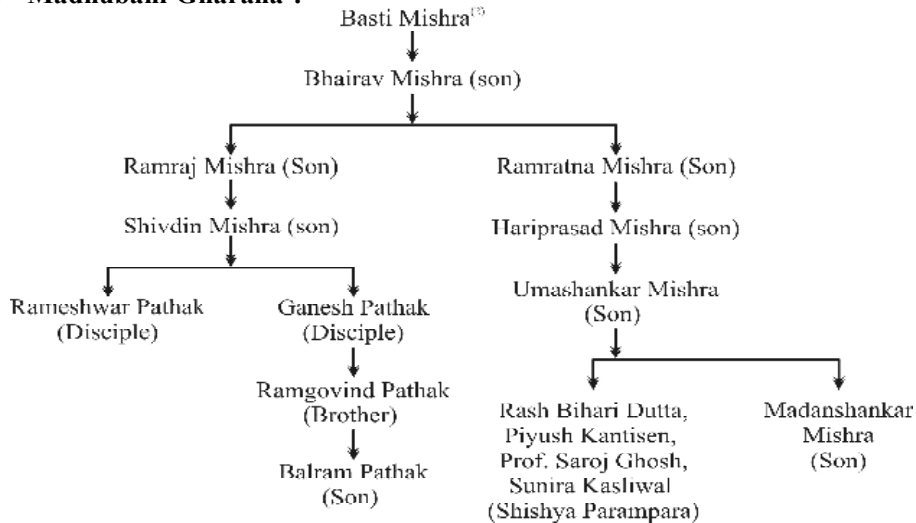 Madhubani Gharana :
Basti Mishra[2]
Bhairav Mishra (son)
Ramraj Mishra (Son)
Ramratna Mishra (Son)
Shivdin Mishra (son)
Hariprasad Mishra (son)
Rameshwar Pathak
(Disciple)
Ganesh Pathak
(Disciple)
Umashankar Mishra
(Son)
Ramgovind Pathak
(Brother)
Balram Pathak
(Son)
Rash Bihari Dutta,
Piyush Kantisen,
Prof. Saroj Ghosh,
Sunira Kasliwal
(Shishya Parampara)
Madanshankar
Mishra
(Son)